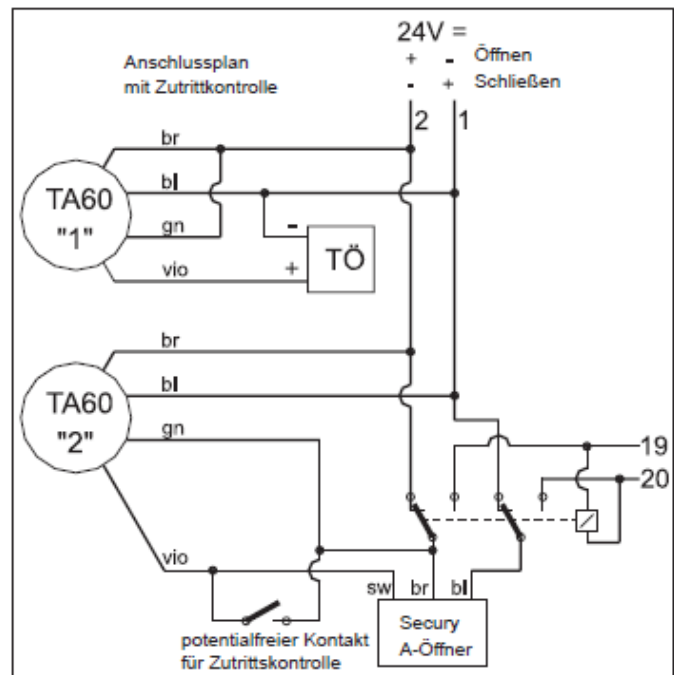 24V =
Anschlussplan
mit Zutrittkontrolle
+ - Öffnen
- + Schließen
2 1
br
bl
TA60
"1"
gn
vio
-
+
TÖ
br
bl
TA60
"2"
gn
19
20
vio
sw br bl
potentialfreier Kontakt
für Zutrittskontrolle
Secury
A-Öffner